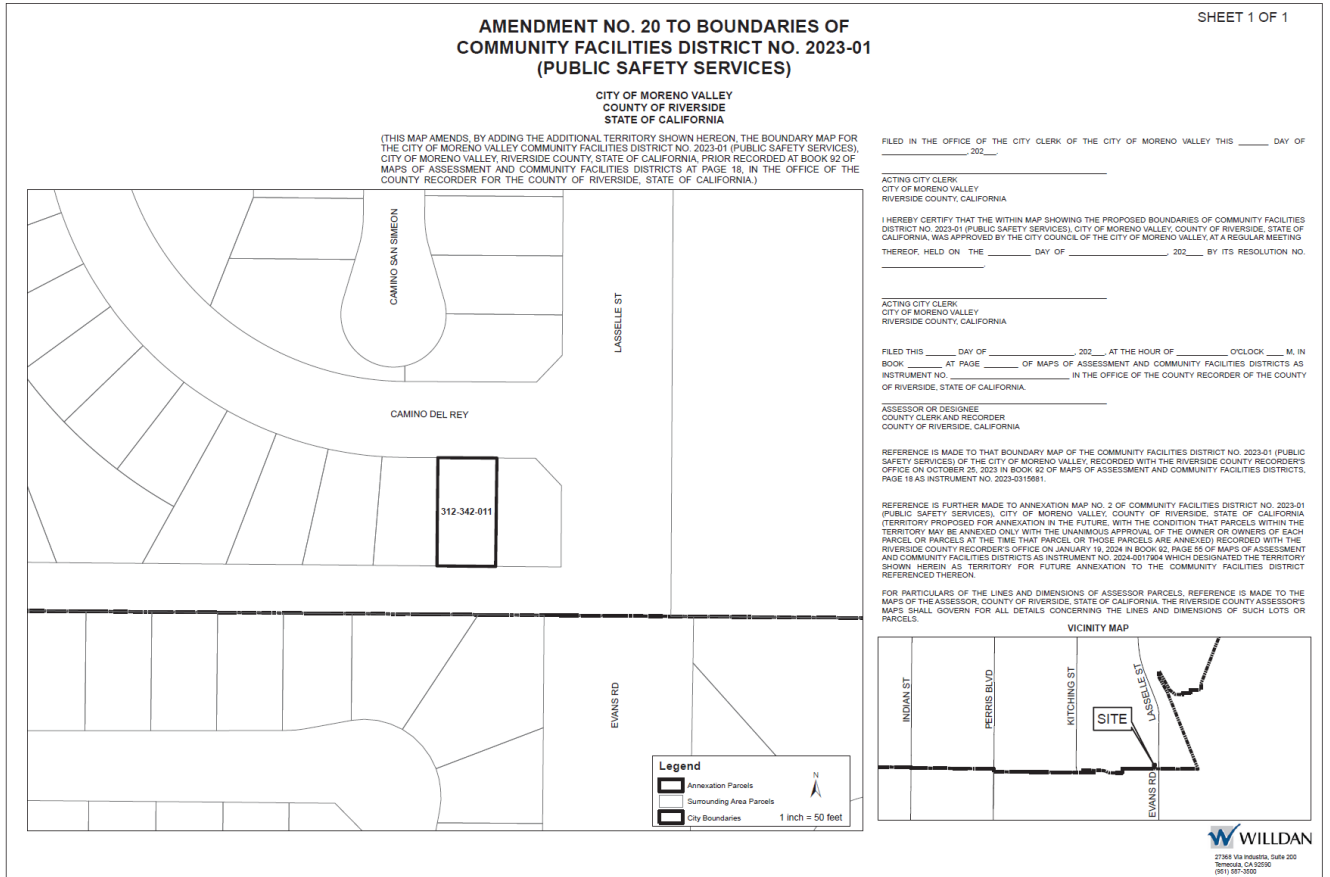 SHEET 1 OF 1
AMENDMENT NO. 20 TO BOUNDARIES OF
COMMUNITY FACILITIES DISTRICT NO. 2023-01
(PUBLIC SAFETY SERVICES)
CITY OF MORENO VALLEY
COUNTY OF RIVERSIDE
STATE OF CALIFORNIA
(THIS MAP AMENDS, BY ADDING THE ADDITIONAL TERRITORY SHOWN HEREON, THE BOUNDARY MAP FOR
THE CITY OF MORENO VALLEY COMMUNITY FACILITIES DISTRICT NO. 2023-01 (PUBLIC SAFETY SERVICES),
CITY OF MORENO VALLEY, RIVERSIDE COUNTY, STATE OF CALIFORNIA, PRIOR RECORDED AT BOOK 92 OF
MAPS OF ASSESSMENT AND COMMUNITY FACILITIES DISTRICTS AT PAGE 18, IN THE OFFICE OF THE
COUNTY RECORDER FOR THE COUNTY OF RIVERSIDE, STATE OF CALIFORNIA.)
CAMINO SAN SIMEON
LASSELLE ST
CAMINO DEL REY
312-342-011
EVANS RD
Legend
Annexation Parcels
Surrounding Area Parcels
City Boundaries
N
1 inch = 50 feet
FILED IN THE OFFICE OF THE CITY CLERK OF THE CITY OF MORENO VALLEY THIS ______ DAY OF
_________________, 202___.
ACTING CITY CLERK
CITY OF MORENO VALLEY
RIVERSIDE COUNTY, CALIFORNIA
I HEREBY CERTIFY THAT THE WITHIN MAP SHOWING THE PROPOSED BOUNDARIES OF COMMUNITY FACILITIES
DISTRICT NO. 2023-01 (PUBLIC SAFETY SERVICES), CITY OF MORENO VALLEY, COUNTY OF RIVERSIDE, STATE OF
CALIFORNIA, WAS APPROVED BY THE CITY COUNCIL OF THE CITY OF MORENO VALLEY, AT A REGULAR MEETING
THEREOF, HELD ON THE ________ DAY OF __________________, 202____ BY ITS RESOLUTION NO.
___________________.
ACTING CITY CLERK
CITY OF MORENO VALLEY
RIVERSIDE COUNTY, CALIFORNIA
FILED THIS ______ DAY OF ________________, 202___, AT THE HOUR OF __________ O'CLOCK ___ M, IN
BOOK _______ AT PAGE _______ OF MAPS OF ASSESSMENT AND COMMUNITY FACILITIES DISTRICTS AS
INSTRUMENT NO. ______________________ IN THE OFFICE OF THE COUNTY RECORDER OF THE COUNTY
OF RIVERSIDE, STATE OF CALIFORNIA.
ASSESSOR OR DESIGNEE
COUNTY CLERK AND RECORDER
COUNTY OF RIVERSIDE, CALIFORNIA
REFERENCE IS MADE TO THAT BOUNDARY MAP OF THE COMMUNITY FACILITIES DISTRICT NO. 2023-01 (PUBLIC
SAFETY SERVICES) OF THE CITY OF MORENO VALLEY, RECORDED WITH THE RIVERSIDE COUNTY RECORDER'S
OFFICE ON OCTOBER 25, 2023 IN BOOK 92 OF MAPS OF ASSESSMENT AND COMMUNITY FACILITIES DISTRICTS,
PAGE 18 AS INSTRUMENT NO. 2023-0315681.
REFERENCE IS FURTHER MADE TO ANNEXATION MAP NO. 2 OF COMMUNITY FACILITIES DISTRICT NO. 2023-01
(PUBLIC SAFETY SERVICES), CITY OF MORENO VALLEY, COUNTY OF RIVERSIDE, STATE OF CALIFORNIA
(TERRITORY PROPOSED FOR ANNEXATION IN THE FUTURE, WITH THE CONDITION THAT PARCELS WITHIN THE
TERRITORY MAY BE ANNEXED ONLY WITH THE UNANIMOUS APPROVAL OF THE OWNER OR OWNERS OF EACH
PARCEL OR PARCELS AT THE TIME THAT PARCEL OR THOSE PARCELS ARE ANNEXED) RECORDED WITH THE
RIVERSIDE COUNTY RECORDER'S OFFICE ON JANUARY 19, 2024 IN BOOK 92, PAGE 55 OF MAPS OF ASSESSMENT
AND COMMUNITY FACILITIES DISTRICTS AS INSTRUMENT NO. 2024-0017904 WHICH DESIGNATED THE TERRITORY
SHOWN HEREIN AS TERRITORY FOR FUTURE ANNEXATION TO THE COMMUNITY FACILITIES DISTRICT
REFERENCED THEREON.
FOR PARTICULARS OF THE LINES AND DIMENSIONS OF ASSESSOR PARCELS, REFERENCE IS MADE TO THE
MAPS OF THE ASSESSOR, COUNTY OF RIVERSIDE, STATE OF CALIFORNIA. THE RIVERSIDE COUNTY ASSESSOR'S
MAPS SHALL GOVERN FOR ALL DETAILS CONCERNING THE LINES AND DIMENSIONS OF SUCH LOTS OR
PARCELS.
VICINITY MAP
INDIAN ST
PERRIS BLVD
KITCHING ST
LASSELLE ST
SITE
EVANS RD
WILLDAN
27368 Via Industria, Suite 200
Temecula, CA 92590
(951) 587-3500